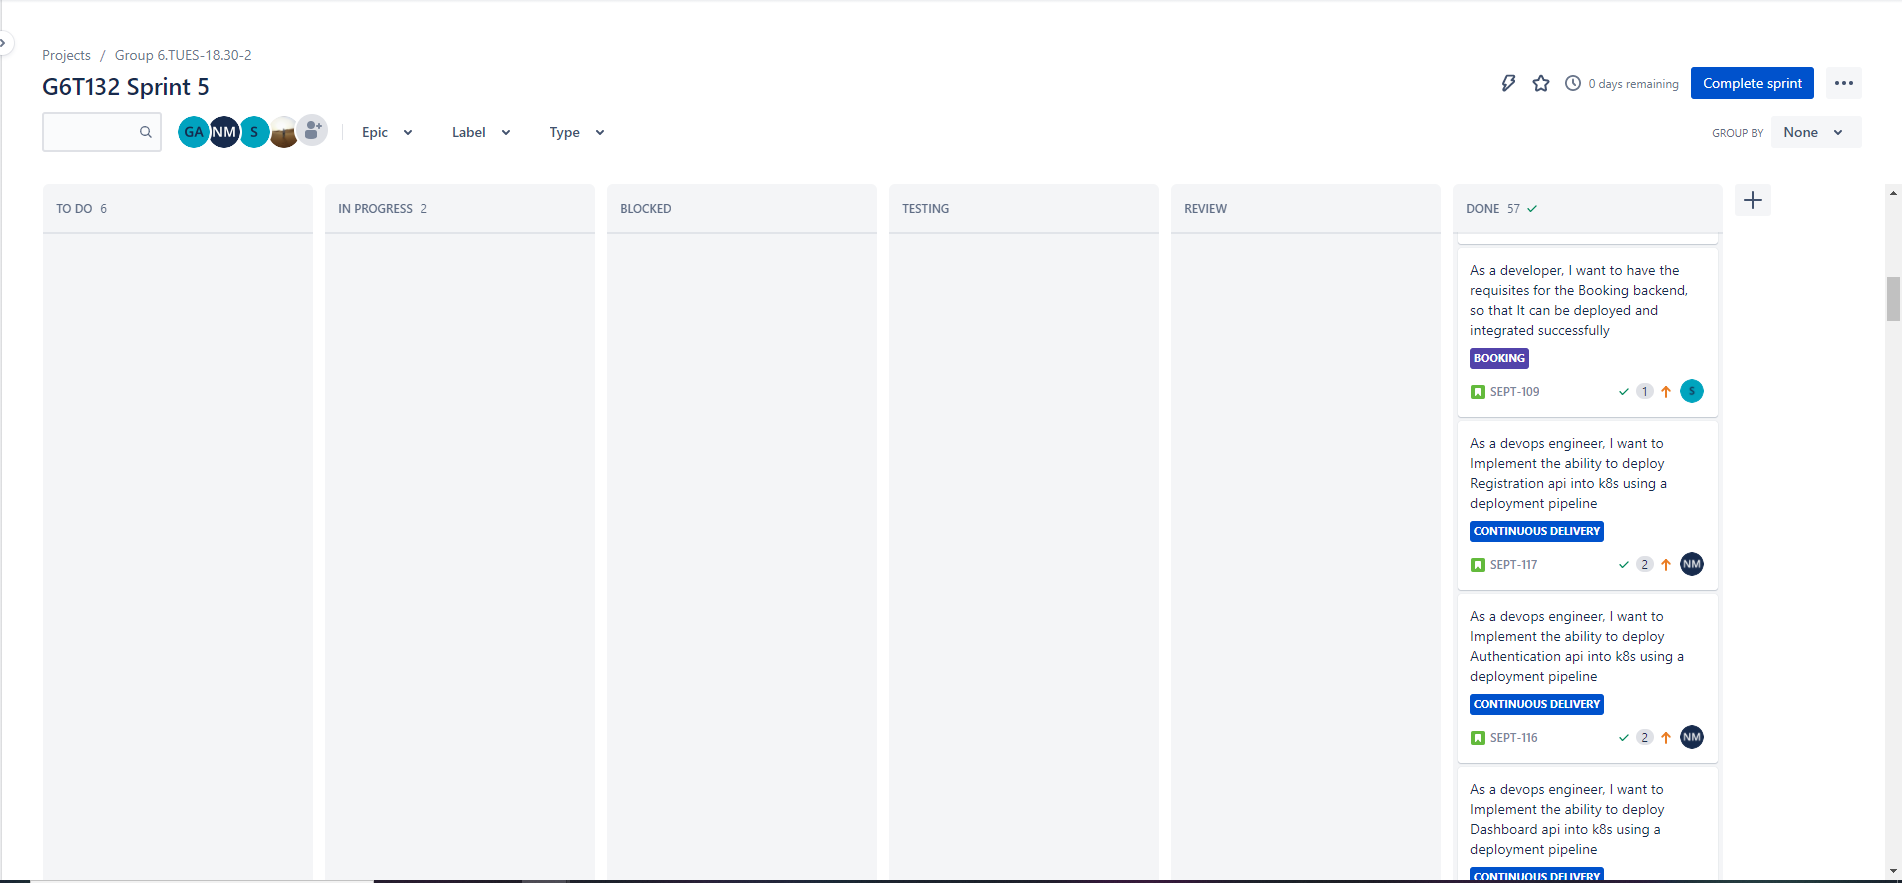 Projects / Group 6.TUES-18.30-2
G6T132 Sprint 5
0 days remaining
Complete sprint
GA NM S
Epic
Label
Type
GROUP BY
None
TO DO 6
IN PROGRESS 2
BLOCKED
TESTING
REVIEW
DONE 57
As a developer, I want to have the
requisites for the Booking backend,
so that It can be deployed and
integrated successfully
BOOKING
SEPT-109
1
S
As a devops engineer, I want to
Implement the ability to deploy
Registration api into k8s using a
deployment pipeline
CONTINUOUS DELIVERY
SEPT-117
2
NM
As a devops engineer, I want to
Implement the ability to deploy
Authentication api into k8s using a
deployment pipeline
CONTINUOUS DELIVERY
SEPT-116
2
NM
As a devops engineer, I want to
Implement the ability to deploy
Dashboard api into k8s using a
deployment pipeline
CONTINUOUS DELIVERY